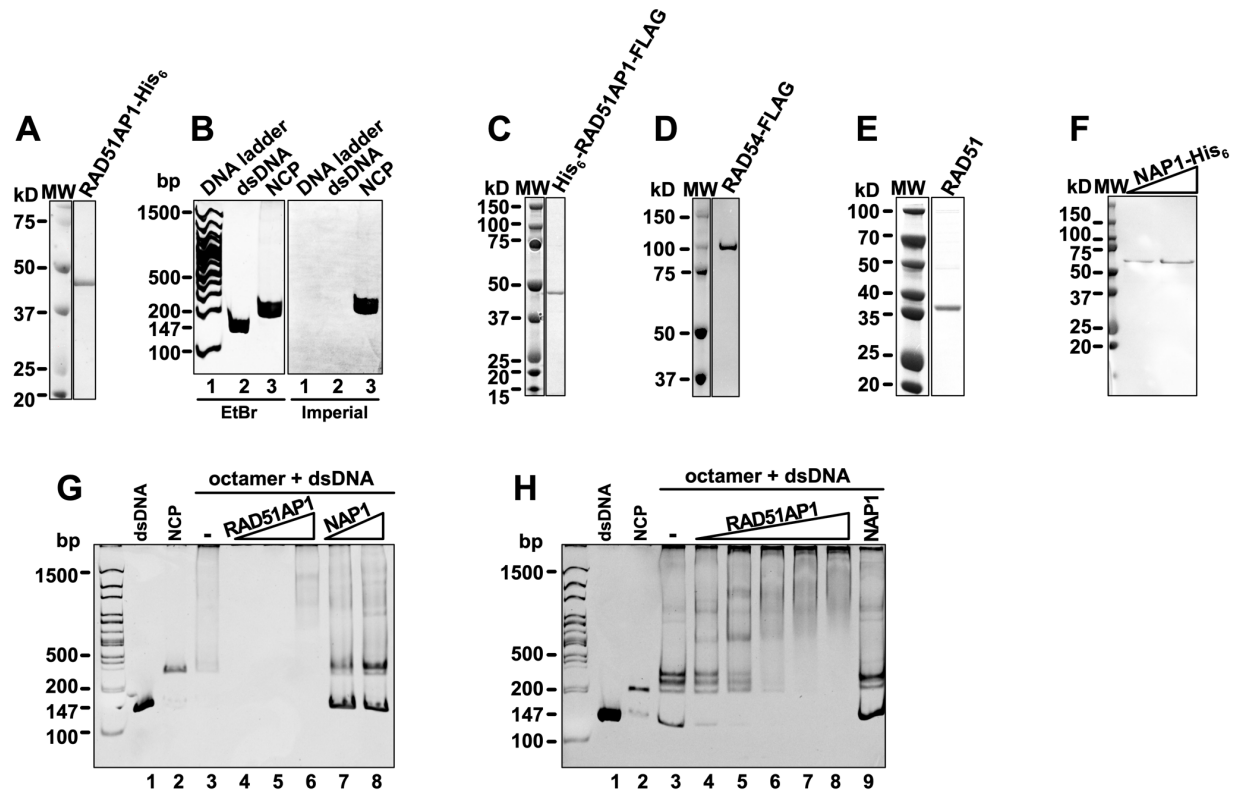 A
RAD51AP1-His6
kD MW
75
50
37
25
20
B
DNA ladder
dsDNA
NCP
DNA ladder
dsDNA
NCP
bp
1500
500
200
147
100
1 2 3 1 2 3
EtBr Imperial
C
His6-RAD51AP1-FLAG
kD MW
150
100
75
50
37
25
20
15
D
RAD54-FLAG
kD MW
150
100
75
50
37
E
RAD51
kD MW
100
70
50
40
35
25
20
F
NAP1-His6
kD MW
150
100
75
50
37
25
20
G
octamer + dsDNA
dsDNA
NCP
-
RAD51AP1
NAP1
bp
1500
500
200
147
100
1 2 3 4 5 6 7 8
H
octamer + dsDNA
dsDNA
NCP
-
RAD51AP1
NAP1
bp
1500
500
200
147
100
1 2 3 4 5 6 7 8 9